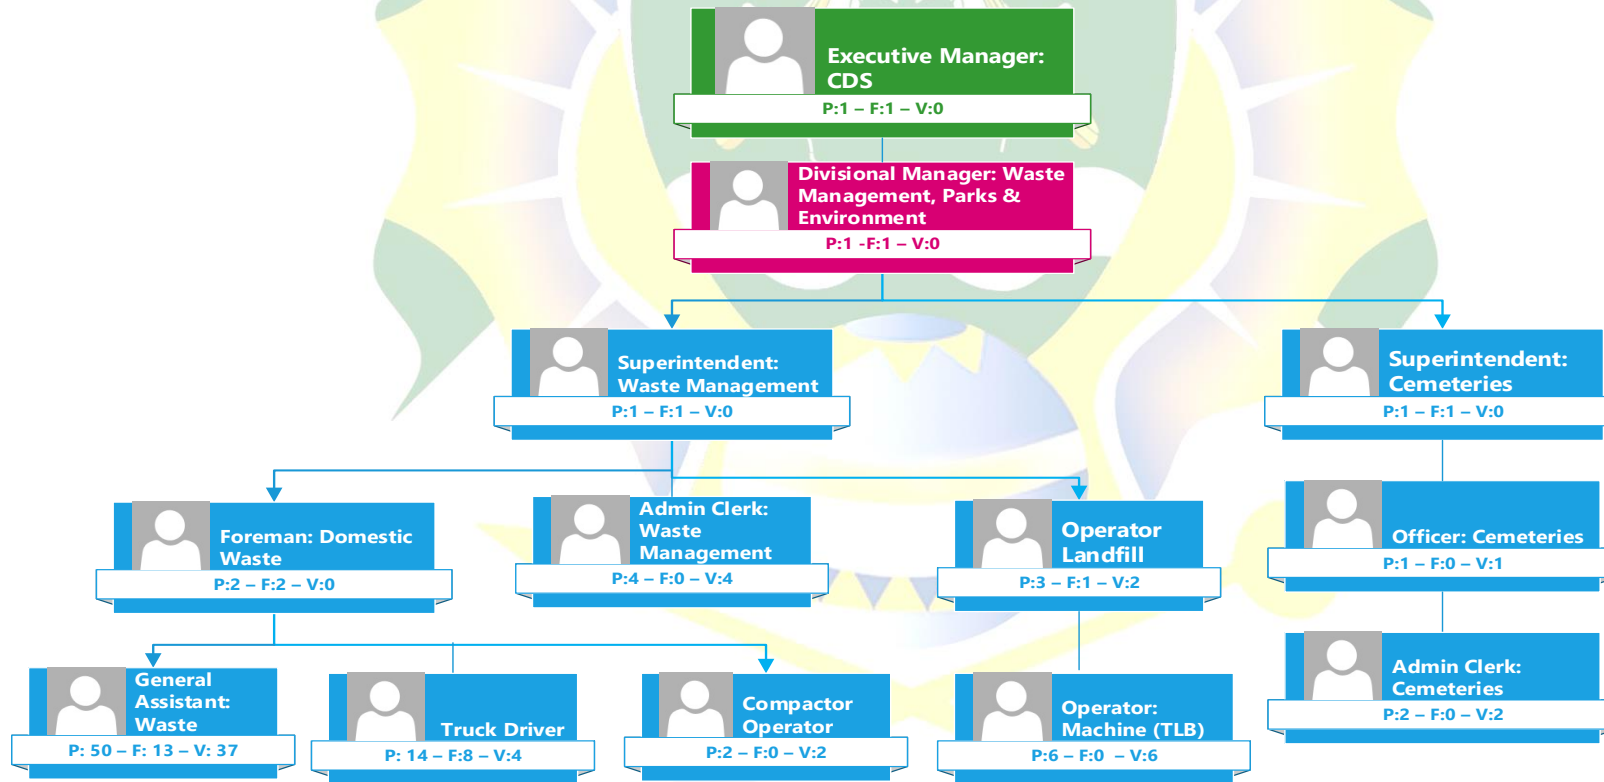 Executive Manager:
CDS
P:1 – F:1 – V:0
Divisional Manager: Waste
Management, Parks &
Environment
P:1 -F:1 – V:0
Superintendent:
Waste Management
P:1 – F:1 – V:0
Superintendent:
Cemeteries
P:1 – F:1 – V:0
Foreman: Domestic
Waste
P:2 – F:2 – V:0
Admin Clerk:
Waste
Management
P:4 – F:0 – V:4
Operator
Landfill
P:3 – F:1 – V:2
Officer: Cemeteries
P:1 – F:0 – V:1
General
Assistant:
Waste
P: 50 – F: 13 – V: 37
Truck Driver
P: 14 – F:8 – V:4
Compactor
Operator
P:2 – F:0 – V:2
Operator:
Machine (TLB)
P:6 – F:0 – V:6
Admin Clerk:
Cemeteries
P:2 – F:0 – V:2